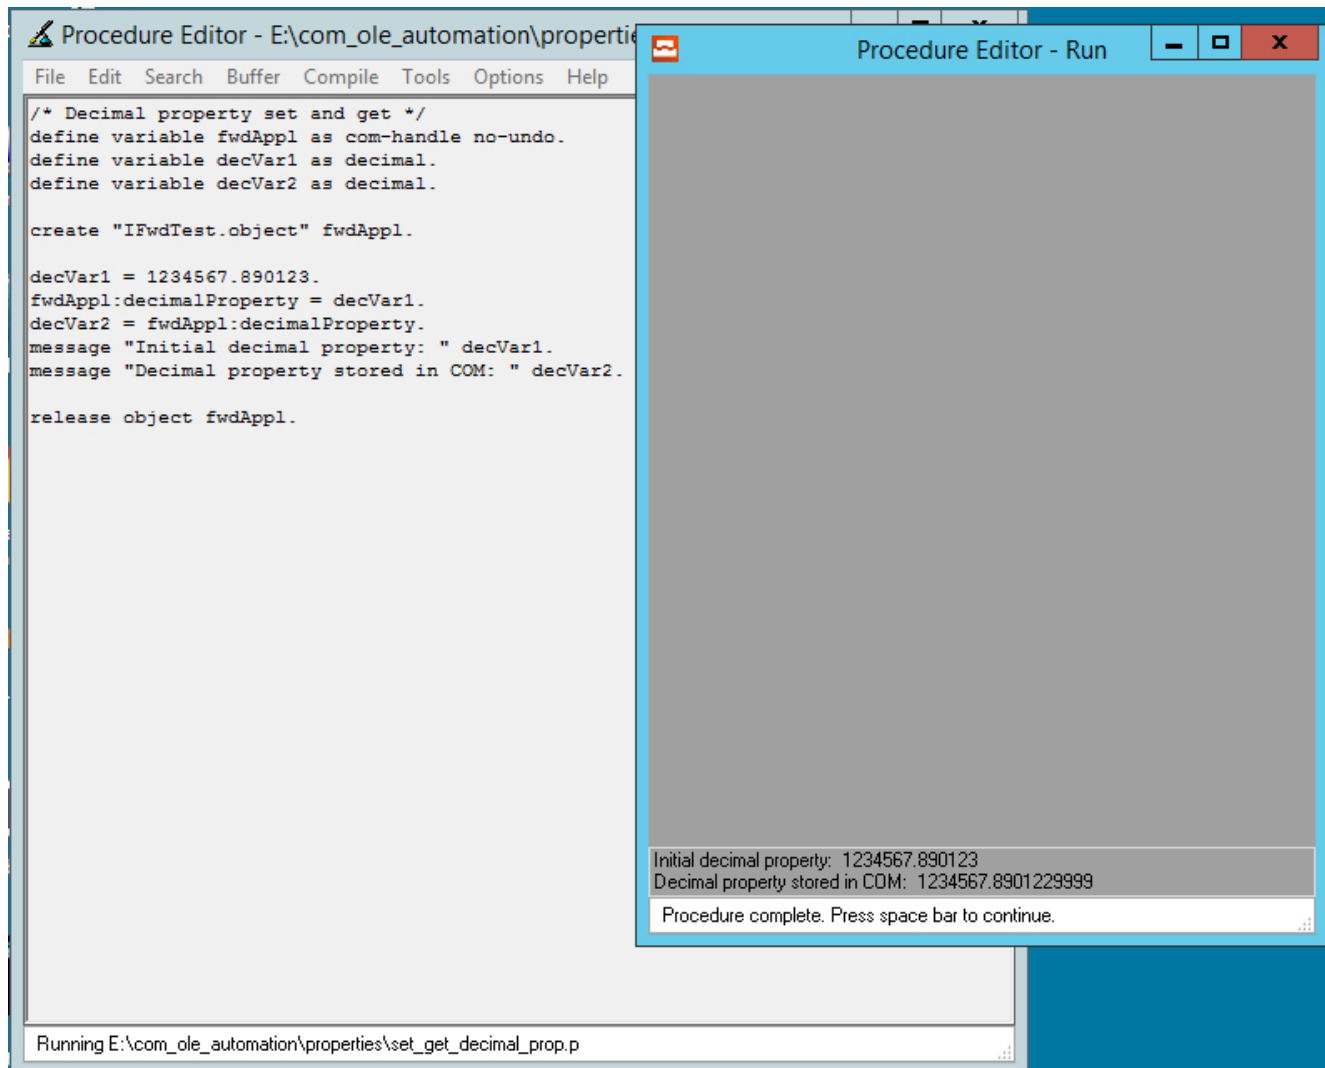 Procedure Editor - E:\com_ole_automation\properti
File Edit Search Buffer Compile Tools Options Help
/* Decimal property set and get */
define variable fwdAppl as com-handle no-undo.
define variable decVar1 as decimal.
define variable decVar2 as decimal.
create "IFwdTest.object" fwdAppl.
decVar1 = 1234567.890123.
fwdAppl:decimalProperty = decVar1.
decVar2 = fwdAppl:decimalProperty.
message "Initial decimal property: " decVar1.
message "Decimal property stored in COM: " decVar2.
release object fwdAppl.
Running E:\com_ole_automation\properties\set_get_decimal_prop.p
Procedure Editor - Run
Initial decimal property: 1234567.890123
Decimal property stored in COM: 1234567.8901229999
Procedure complete. Press space bar to continue.